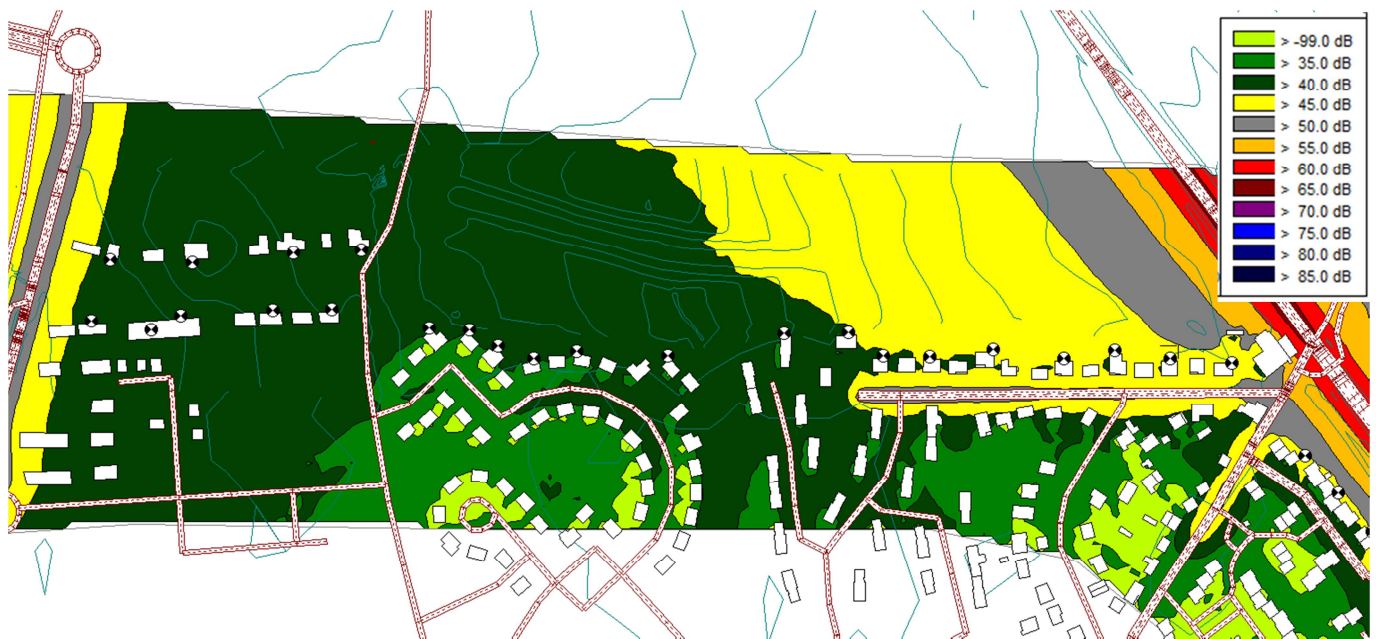 > -99.0 dB
> 35.0 dB
> 40.0 dB
> 45.0 dB
> 50.0 dB
> 55.0 dB
> 60.0 dB
> 65.0 dB
> 70.0 dB
> 75.0 dB
> 80.0 dB
> 85.0 dB